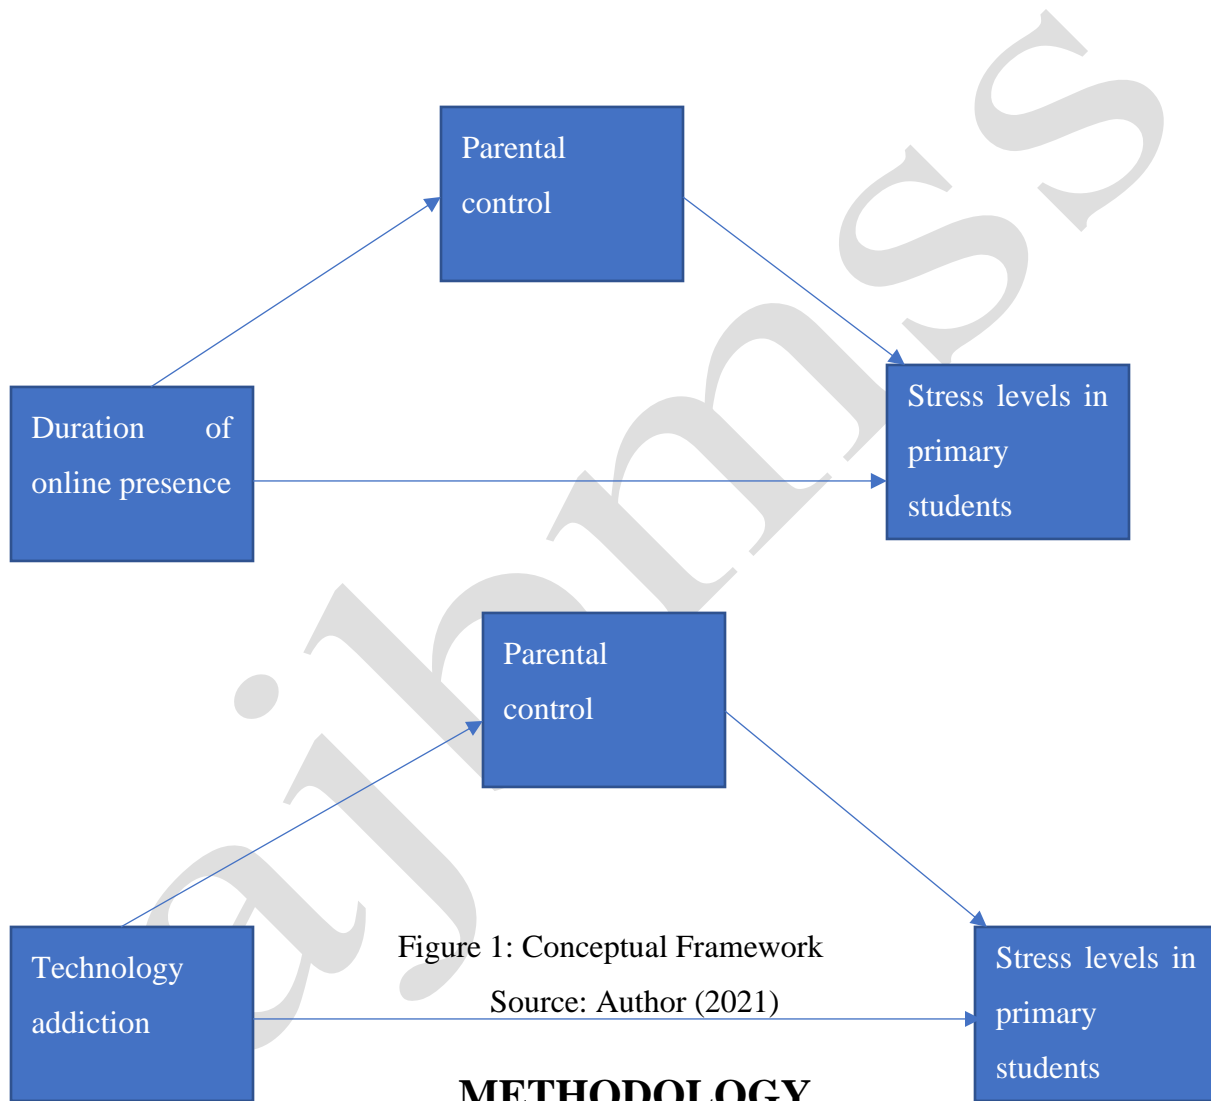 Parental
control
Duration of
online presence
Stress levels in
primary
students
Parental
control
Technology
addiction
Figure 1: Conceptual Framework
Source: Author (2021)
Stress levels in
primary
students
METHODOLOGY
ajbmss